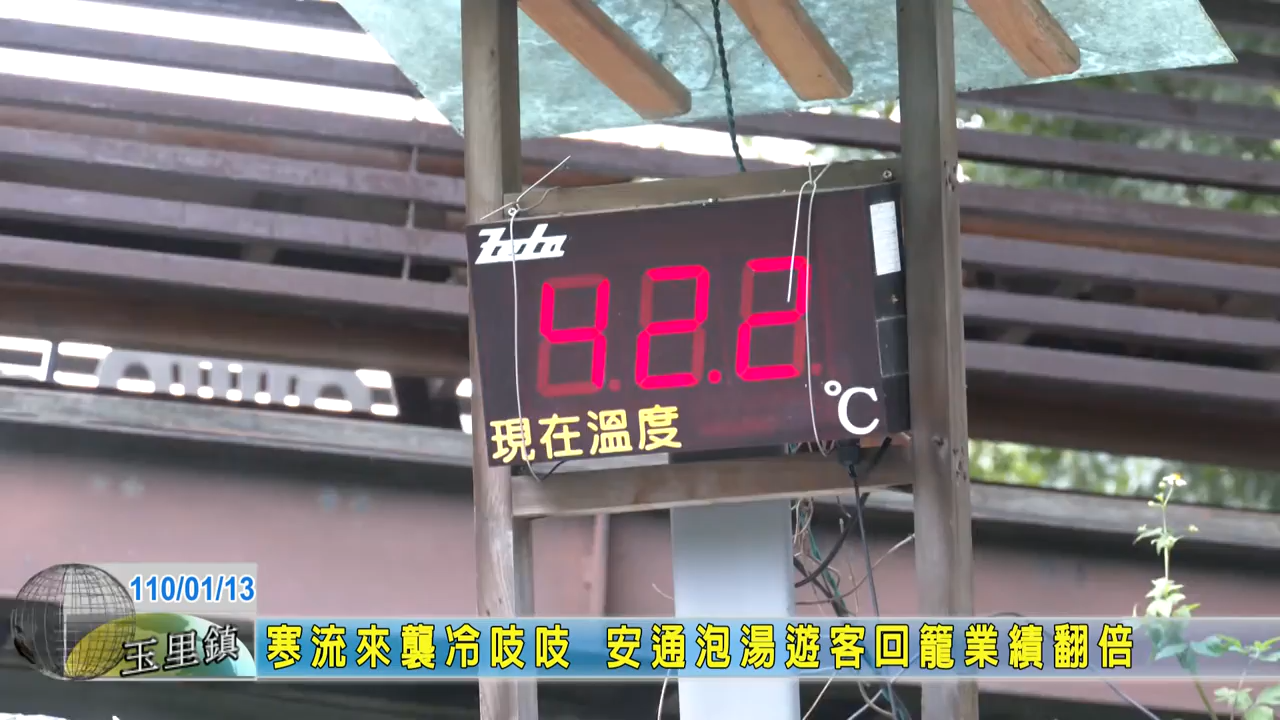 42.2
℃
現在溫度
110/01/13
玉里鎮
寒流來襲冷吱吱 安通泡湯遊客回籠業績翻倍